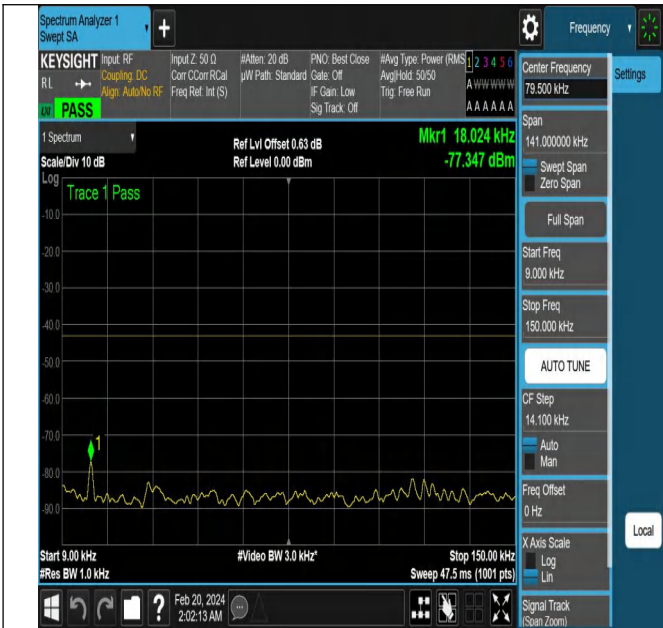 Spectrum Analyzer 1
Swept SA
+
Frequency
KEYSIGHT
RL
PASS
Input: RF
Coupling: DC
Align: Auto/No RF
Input Z: 50 Ω
Corr CCorr RCal
Freq Ref: Int (S)
#Atten: 20 dB
µW Path: Standard
PNO: Best Close
Gate: Off
IF Gain: Low
Sig Track: Off
#Avg Type: Power (RMS
Avg|Hold: 50/50
Trig: Free Run
1 2 3 4 5 6
A W W W W W
A A A A A A
1 Spectrum
Scale/Div 10 dB
Log
Ref Lvl Offset 0.63 dB
Ref Level 0.00 dBm
Mkr1 18.024 kHz
-77.347 dBm
Trace 1 Pass
-10.0
-20.0
-30.0
-40.0
-50.0
-60.0
-70.0
-80.0
-90.0
1
Start 9.00 kHz
#Res BW 1.0 kHz
#Video BW 3.0 kHz*
Stop 150.00 kHz
Sweep 47.5 ms (1001 pts)
?
Feb 20, 2024
2:02:13 AM
Center Frequency
79.500 kHz
Span
141.000000 kHz
Swept Span
Zero Span
Full Span
Start Freq
9.000 kHz
Stop Freq
150.000 kHz
AUTO TUNE
CF Step
14.100 kHz
Auto
Man
Freq Offset
0 Hz
X Axis Scale
Log
Lin
Signal Track
(Span Zoom)
Settings
Local